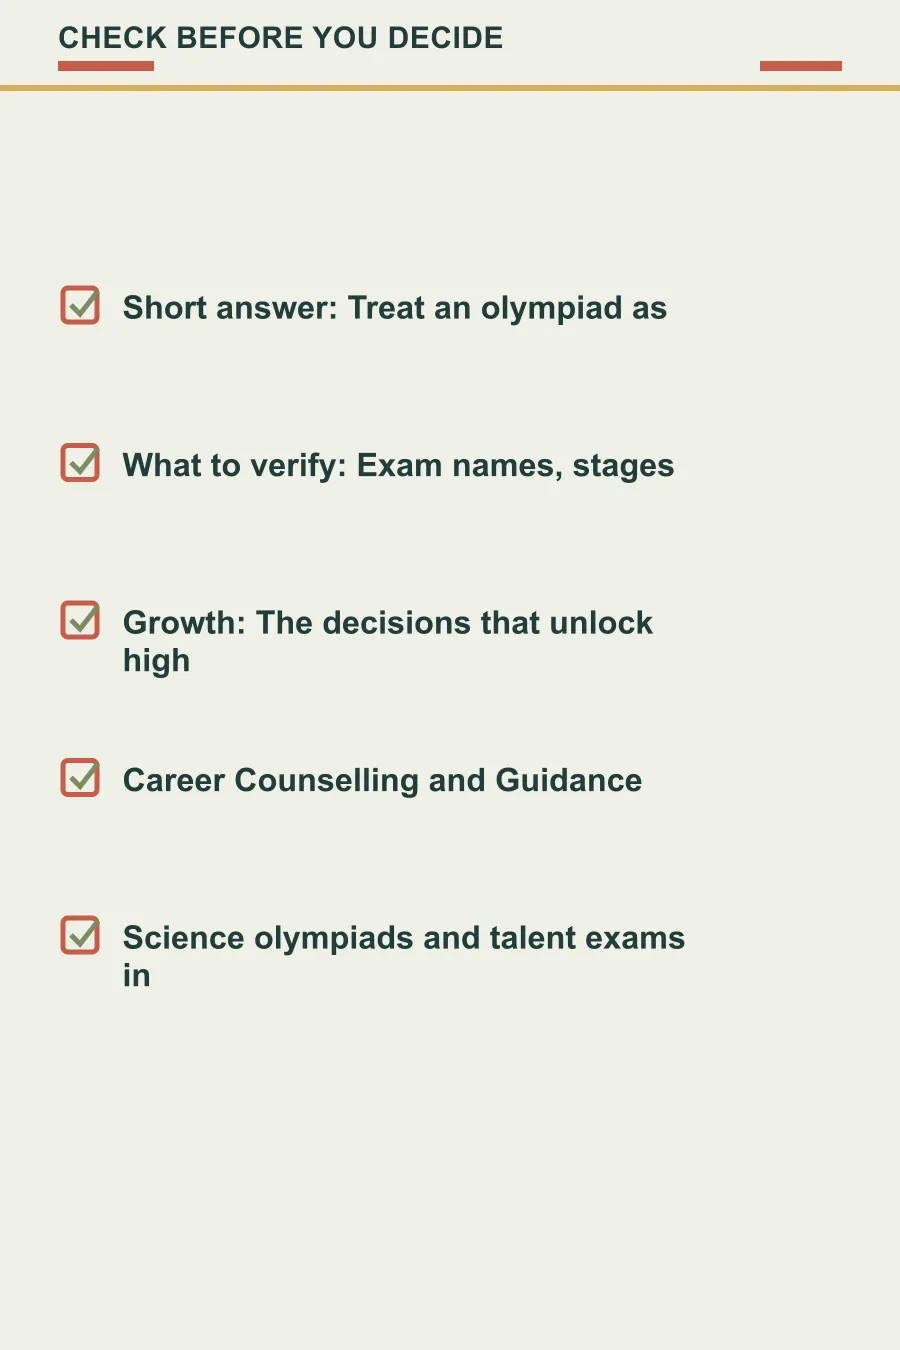 CHECK BEFORE YOU DECIDE
Short answer: Treat an olympiad as
What to verify: Exam names, stages
Growth: The decisions that unlock
high
Career Counselling and Guidance
Science olympiads and talent exams
in